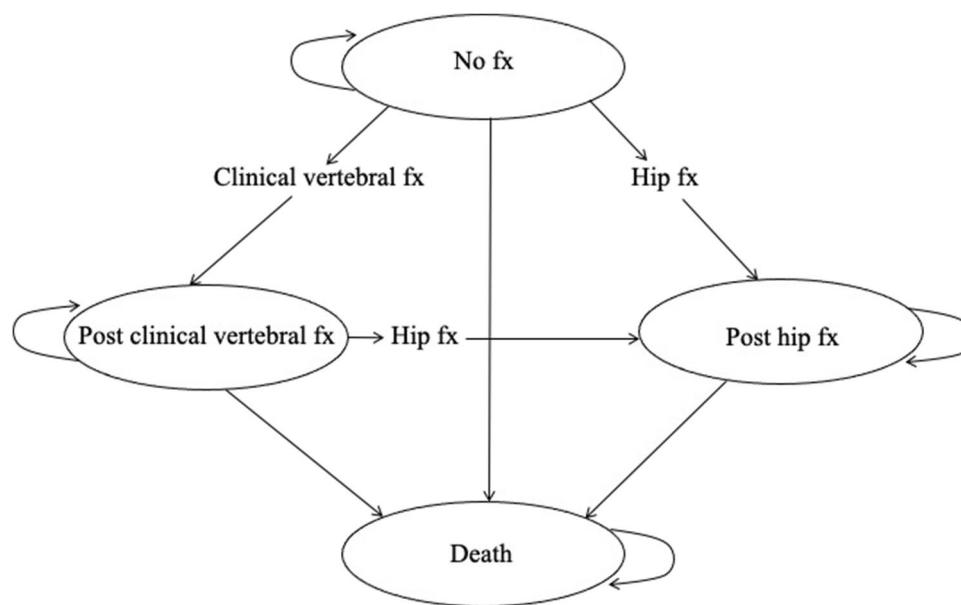 No fx
Clinical vertebral fx
Hip fx
Post clinical vertebral fx
Hip fx
Post hip fx
Death